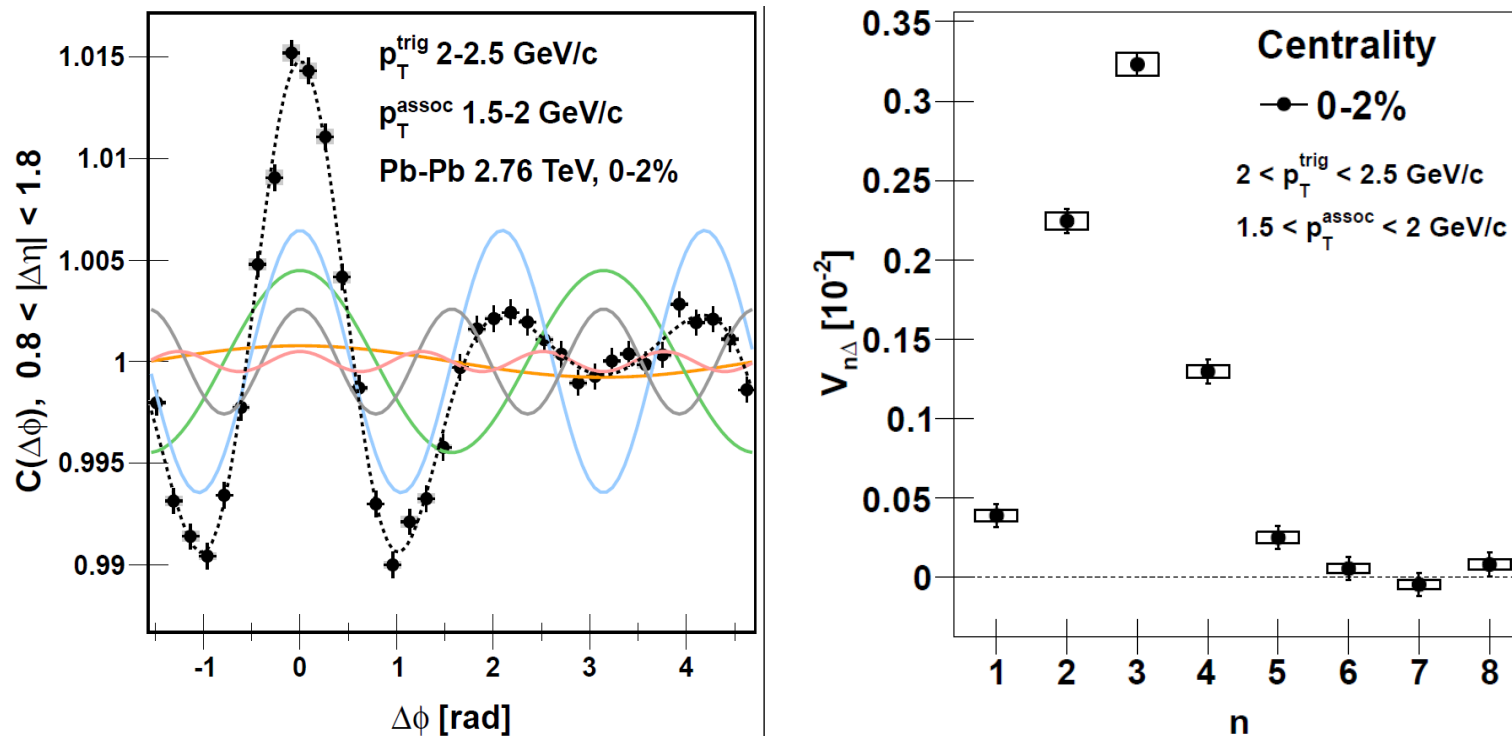 C(Δϕ), 0.8 < |Δη| < 1.8
1.015
1.01
1.005
1
0.995
0.99
p_T^trig 2-2.5 GeV/c
p_T^assoc 1.5-2 GeV/c
Pb-Pb 2.76 TeV, 0-2%
-1 0 1 2 3 4
Δϕ [rad]
V_nΔ [10^-2]
0.35
0.3
0.25
0.2
0.15
0.1
0.05
0
Centrality
0-2%
2 < p_T^trig < 2.5 GeV/c
1.5 < p_T^assoc < 2 GeV/c
1 2 3 4 5 6 7 8
n